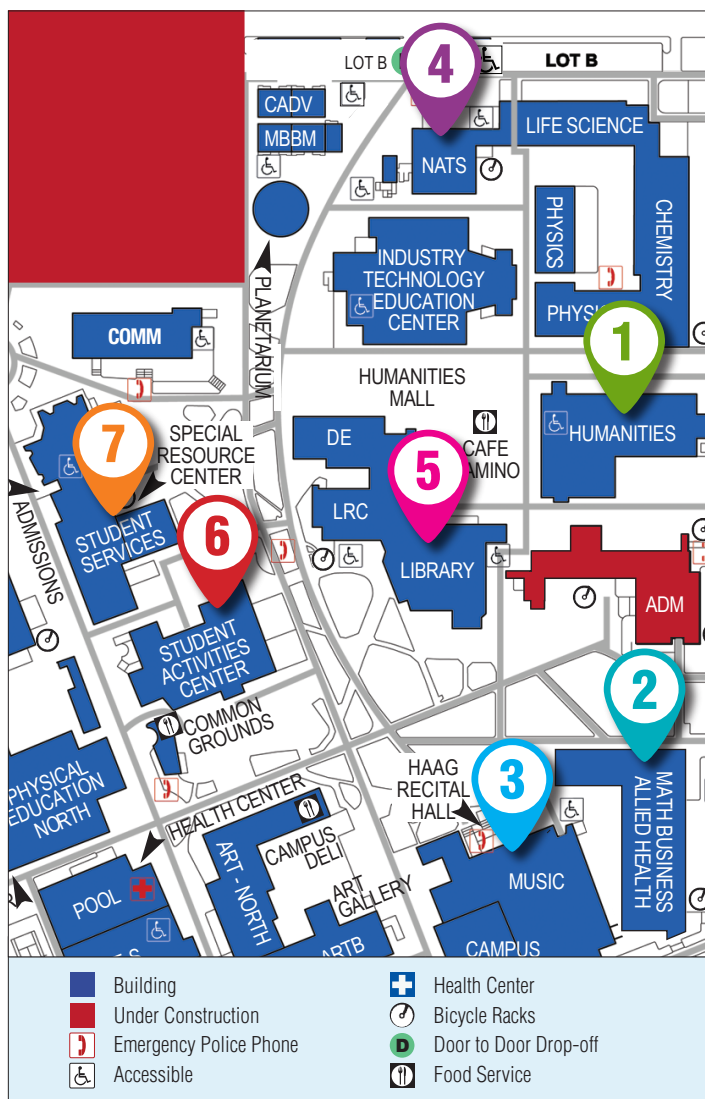 LOT B
LOT B
4
CADV
MBBM
NATS
LIFE SCIENCE
PHYSICS
CHEMISTRY
INDUSTRY
TECHNOLOGY
EDUCATION
CENTER
PLANETARIUM
COMM
1
HUMANITIES
MALL
HUMANITIES
7
SPECIAL
RESOURCE
CENTER
DE
CAFE
5
LRC
LIBRARY
ADMISSIONS
STUDENT
SERVICES
6
ADM
STUDENT
ACTIVITIES
CENTER
2
COMMON
GROUNDS
HAAG
RECITAL
HALL
3
PHYSICAL
EDUCATION
NORTH
HEALTH CENTER
MATH BUSINESS
ALLIED HEALTH
CAMPUS
DELI
ART - NORTH
ART
GALLERY
MUSIC
POOL
ARTB
CAMPUS
Building
Under Construction
Emergency Police Phone
Accessible
Health Center
Bicycle Racks
D
Door to Door Drop-off
Food Service